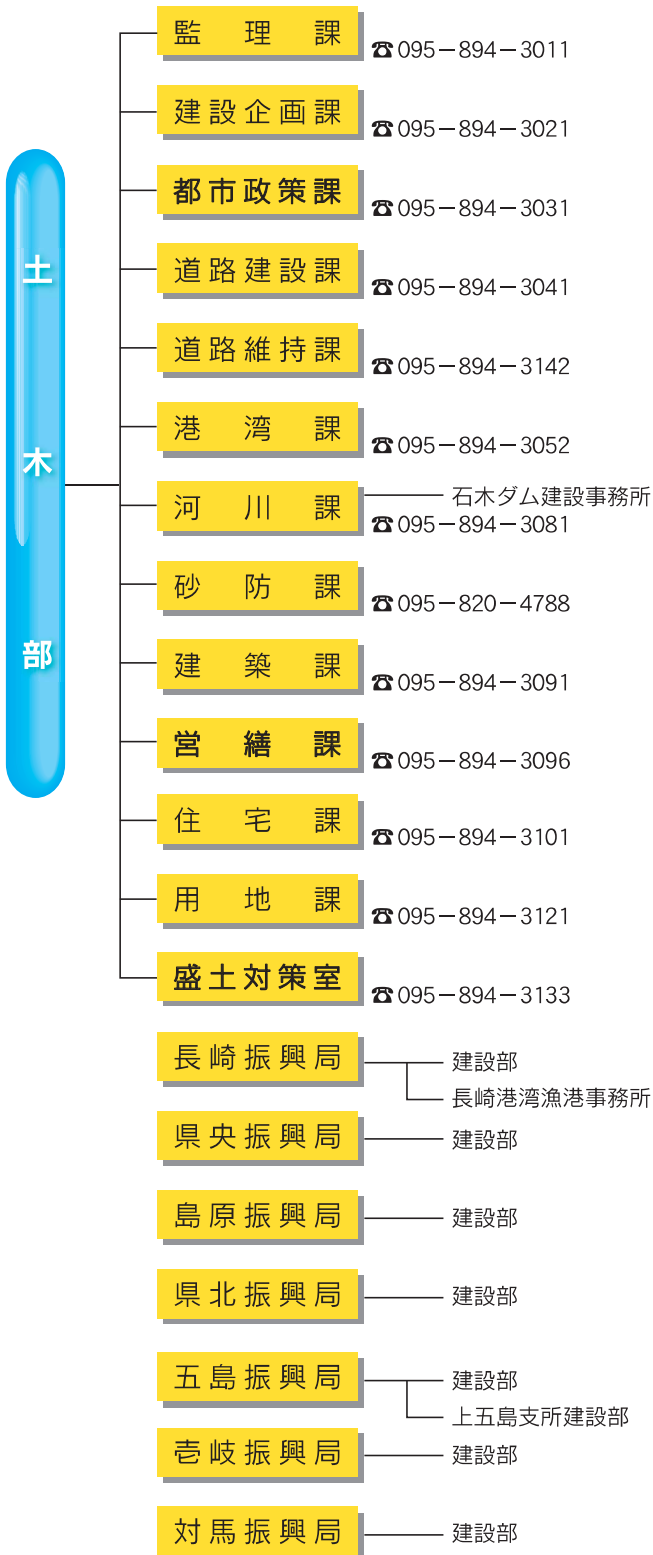 土木部
監理課
☎095−894−3011
建設企画課
☎095−894−3021
都市政策課
☎095−894−3031
道路建設課
☎095−894−3041
道路維持課
☎095−894−3142
港湾課
☎095−894−3052
河川課
石木ダム建設事務所
☎095−894−3081
砂防課
☎095−820−4788
建築課
☎095−894−3091
営繕課
☎095−894−3096
住宅課
☎095−894−3101
用地課
☎095−894−3121
盛土対策室
☎095−894−3133
長崎振興局
建設部
長崎港湾漁港事務所
県央振興局
建設部
島原振興局
建設部
県北振興局
建設部
五島振興局
建設部
上五島支所建設部
壱岐振興局
建設部
対馬振興局
建設部